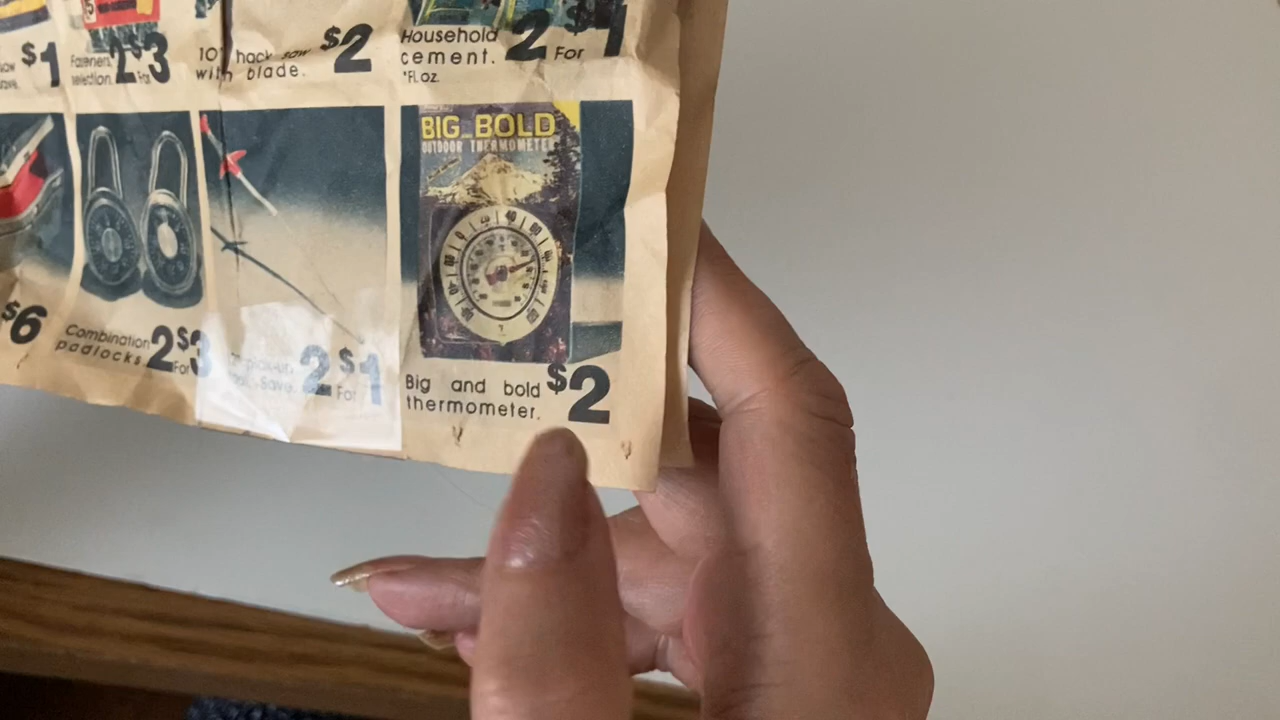 $1
Fasteners,
selection. 2 For $3
10" hack saw
with blade. $2
Household
cement. 2 For $1
*Fl.oz.
BIG BOLD
OUTDOOR THERMOMETER
$6
Combination
padlocks. 2 For $3
2 For $1
Big and bold
thermometer. $2